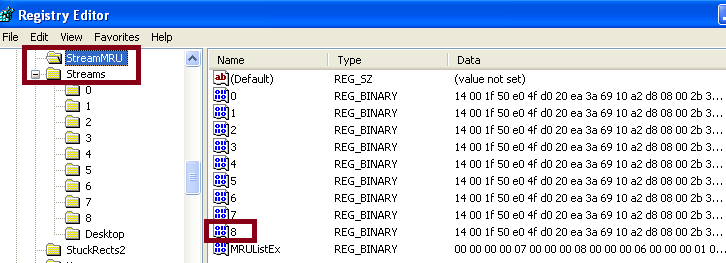 Registry Editor
File Edit View Favorites Help
StreamMRU
Streams
0
1
2
3
4
5
6
7
8
Desktop
StuckRects2
Name Type Data
(Default) REG_SZ (value not set)
0 REG_BINARY 14 00 1f 50 e0 4f d0 20 ea 3a 69 10 a2 d8 08 00 2b 3...
1 REG_BINARY 14 00 1f 50 e0 4f d0 20 ea 3a 69 10 a2 d8 08 00 2b 3...
2 REG_BINARY 14 00 1f 50 e0 4f d0 20 ea 3a 69 10 a2 d8 08 00 2b 3...
3 REG_BINARY 14 00 1f 50 e0 4f d0 20 ea 3a 69 10 a2 d8 08 00 2b 3...
4 REG_BINARY 14 00 1f 50 e0 4f d0 20 ea 3a 69 10 a2 d8 08 00 2b 3...
5 REG_BINARY 14 00 1f 50 e0 4f d0 20 ea 3a 69 10 a2 d8 08 00 2b 3...
6 REG_BINARY 14 00 1f 50 e0 4f d0 20 ea 3a 69 10 a2 d8 08 00 2b 3...
7 REG_BINARY 14 00 1f 50 e0 4f d0 20 ea 3a 69 10 a2 d8 08 00 2b 3...
8 REG_BINARY 14 00 1f 50 e0 4f d0 20 ea 3a 69 10 a2 d8 08 00 2b 3...
MRUListEx REG_BINARY 00 00 00 00 07 00 00 00 08 00 00 00 06 00 00 00 01 0...